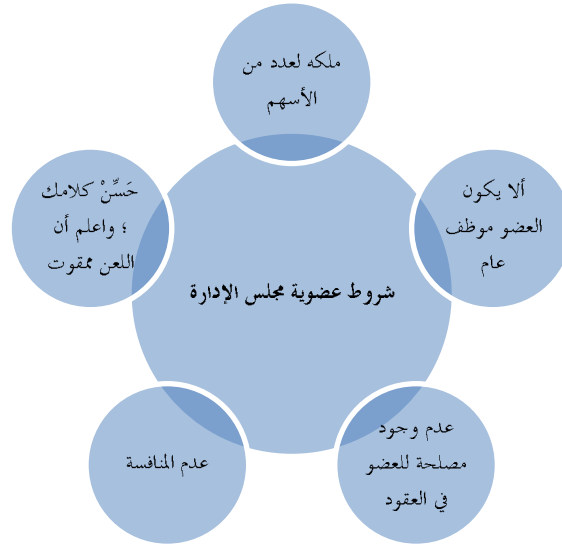 ملكه لعدد من
الأسهم
ألا يكون
العضو موظف
عام
عدم وجود
مصلحة للعضو
في العقود
عدم المنافسة
حَسِّنْ كلامك
؛ واعلم أن
اللعن ممقوت
شروط عضوية مجلس الإدارة